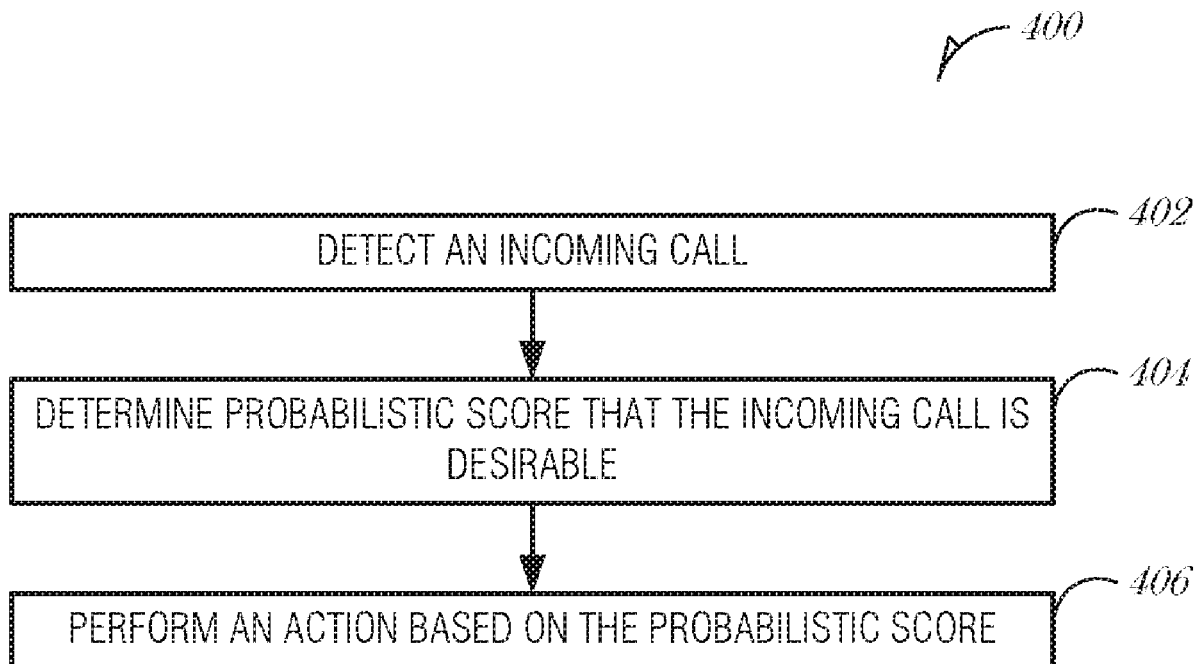 400
402
DETECT AN INCOMING CALL
404
DETERMINE PROBABILISTIC SCORE THAT THE INCOMING CALL IS
DESIRABLE
406
PERFORM AN ACTION BASED ON THE PROBABILISTIC SCORE